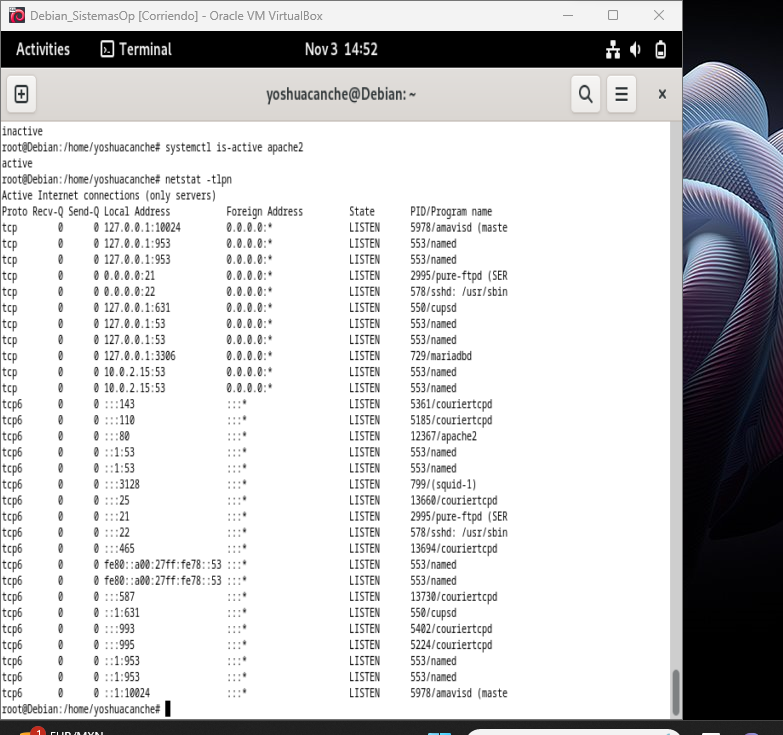 Debian_SistemasOp [Corriendo] - Oracle VM VirtualBox
Activities Terminal Nov 3 14:52
yoshuacanche@Debian: ~
inactive
root@Debian:/home/yoshuacanche# systemctl is-active apache2
active
root@Debian:/home/yoshuacanche# netstat -tlpn
Active Internet connections (only servers)
Proto Recv-Q Send-Q Local Address Foreign Address State PID/Program name
tcp 0 0 127.0.0.1:10024 0.0.0.0:* LISTEN 5978/amavisd (maste
tcp 0 0 127.0.0.1:953 0.0.0.0:* LISTEN 553/named
tcp 0 0 127.0.0.1:953 0.0.0.0:* LISTEN 553/named
tcp 0 0 0.0.0.0:21 0.0.0.0:* LISTEN 2995/pure-ftpd (SER
tcp 0 0 0.0.0.0:22 0.0.0.0:* LISTEN 578/sshd: /usr/sbin
tcp 0 0 127.0.0.1:631 0.0.0.0:* LISTEN 550/cupsd
tcp 0 0 127.0.0.1:53 0.0.0.0:* LISTEN 553/named
tcp 0 0 127.0.0.1:53 0.0.0.0:* LISTEN 553/named
tcp 0 0 127.0.0.1:3306 0.0.0.0:* LISTEN 729/mariadbd
tcp 0 0 10.0.2.15:53 0.0.0.0:* LISTEN 553/named
tcp 0 0 10.0.2.15:53 0.0.0.0:* LISTEN 553/named
tcp6 0 0 :::143 :::* LISTEN 5361/couriertcpd
tcp6 0 0 :::110 :::* LISTEN 5185/couriertcpd
tcp6 0 0 :::80 :::* LISTEN 12367/apache2
tcp6 0 0 ::1:53 :::* LISTEN 553/named
tcp6 0 0 ::1:53 :::* LISTEN 553/named
tcp6 0 0 :::3128 :::* LISTEN 799/(squid-1)
tcp6 0 0 :::25 :::* LISTEN 13660/couriertcpd
tcp6 0 0 :::21 :::* LISTEN 2995/pure-ftpd (SER
tcp6 0 0 :::22 :::* LISTEN 578/sshd: /usr/sbin
tcp6 0 0 :::465 :::* LISTEN 13694/couriertcpd
tcp6 0 0 fe80::a00:27ff:fe78::53 :::* LISTEN 553/named
tcp6 0 0 fe80::a00:27ff:fe78::53 :::* LISTEN 553/named
tcp6 0 0 :::587 :::* LISTEN 13730/couriertcpd
tcp6 0 0 ::1:631 :::* LISTEN 550/cupsd
tcp6 0 0 :::993 :::* LISTEN 5402/couriertcpd
tcp6 0 0 :::995 :::* LISTEN 5224/couriertcpd
tcp6 0 0 ::1:953 :::* LISTEN 553/named
tcp6 0 0 ::1:953 :::* LISTEN 553/named
tcp6 0 0 ::1:10024 :::* LISTEN 5978/amavisd (maste
root@Debian:/home/yoshuacanche#
1 EUR/MXN